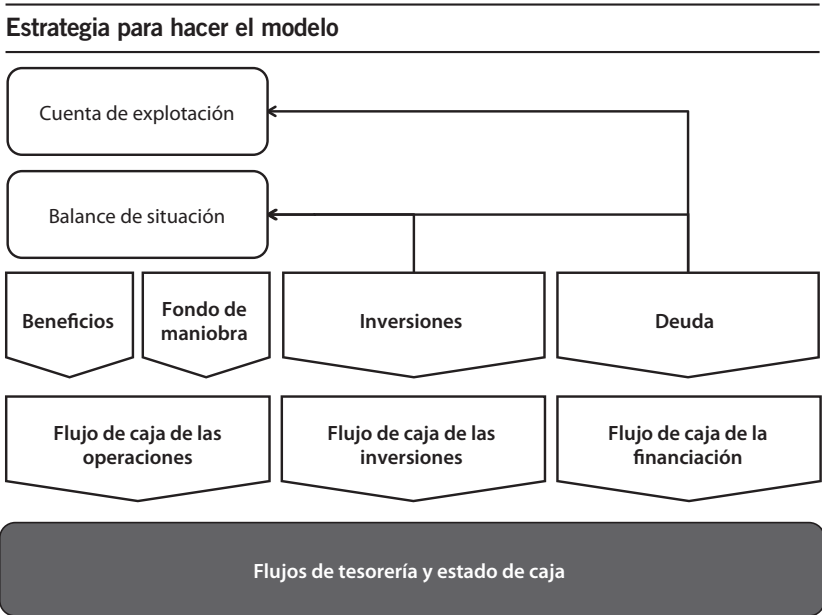 Estrategia para hacer el modelo
Cuenta de explotación
Balance de situación
Beneficios
Fondo de
maniobra
Inversiones
Deuda
Flujo de caja de las
operaciones
Flujo de caja de las
inversiones
Flujo de caja de la
financiación
Flujos de tesorería y estado de caja